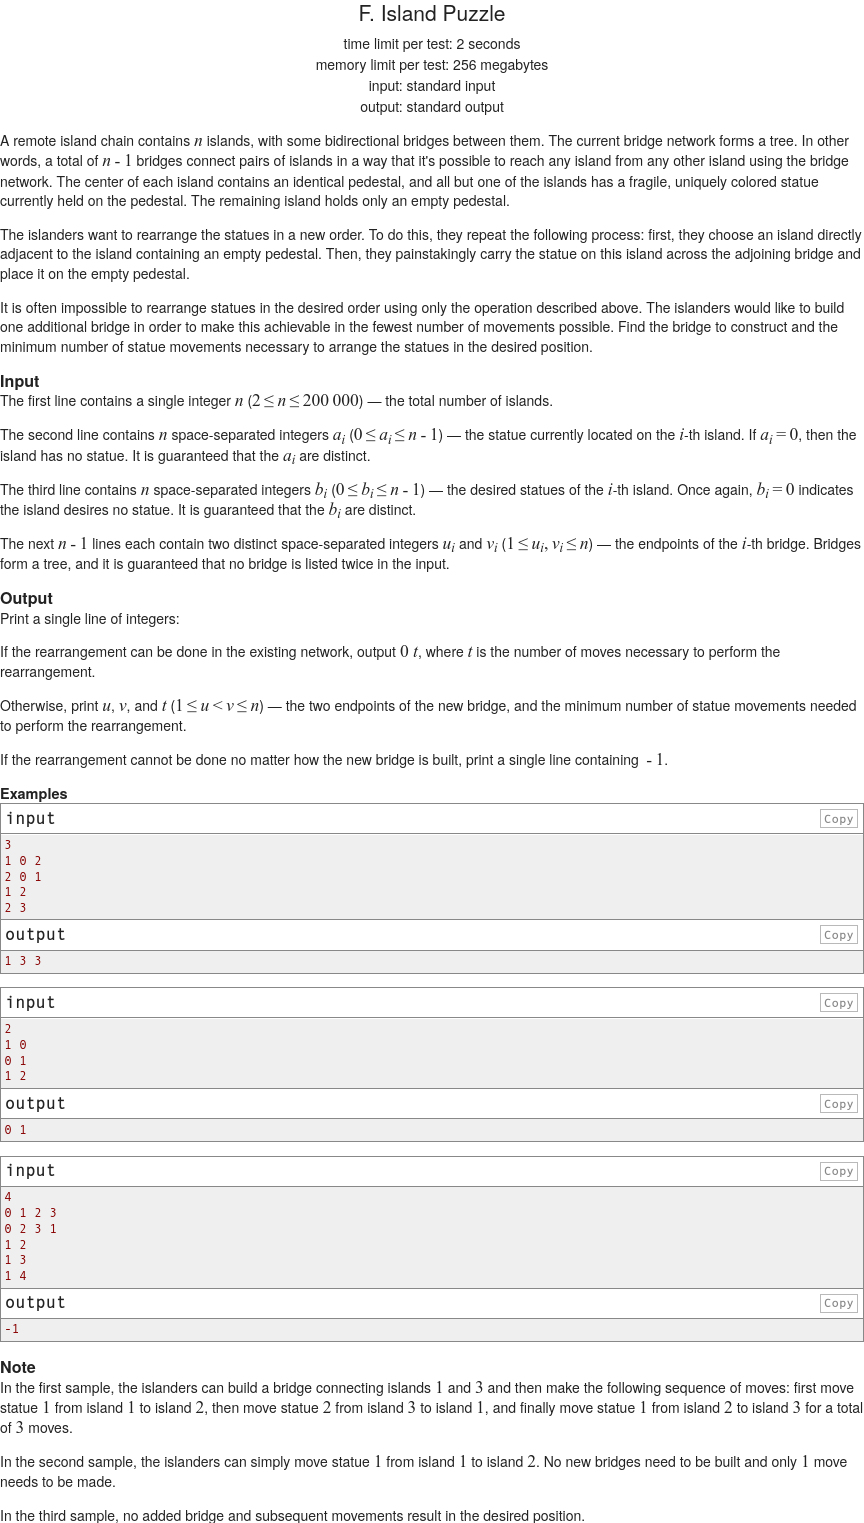 F. Island Puzzle
time limit per test: 2 seconds
memory limit per test: 256 megabytes
input: standard input
output: standard output
A remote island chain contains n islands, with some bidirectional bridges between them. The current bridge network forms a tree. In other
words, a total of n - 1 bridges connect pairs of islands in a way that it's possible to reach any island from any other island using the bridge
network. The center of each island contains an identical pedestal, and all but one of the islands has a fragile, uniquely colored statue
currently held on the pedestal. The remaining island holds only an empty pedestal.
The islanders want to rearrange the statues in a new order. To do this, they repeat the following process: first, they choose an island directly
adjacent to the island containing an empty pedestal. Then, they painstakingly carry the statue on this island across the adjoining bridge and
place it on the empty pedestal.
It is often impossible to rearrange statues in the desired order using only the operation described above. The islanders would like to build
one additional bridge in order to make this achievable in the fewest number of movements possible. Find the bridge to construct and the
minimum number of statue movements necessary to arrange the statues in the desired position.
Input
The first line contains a single integer n (2 ≤ n ≤ 200 000) — the total number of islands.
The second line contains n space-separated integers a_i (0 ≤ a_i ≤ n - 1) — the statue currently located on the i-th island. If a_i = 0, then the
island has no statue. It is guaranteed that the a_i are distinct.
The third line contains n space-separated integers b_i (0 ≤ b_i ≤ n - 1) — the desired statues of the i-th island. Once again, b_i = 0 indicates
the island desires no statue. It is guaranteed that the b_i are distinct.
The next n - 1 lines each contain two distinct space-separated integers u_i and v_i (1 ≤ u_i, v_i ≤ n) — the endpoints of the i-th bridge. Bridges
form a tree, and it is guaranteed that no bridge is listed twice in the input.
Output
Print a single line of integers:
If the rearrangement can be done in the existing network, output 0 t, where t is the number of moves necessary to perform the
rearrangement.
Otherwise, print u, v, and t (1 ≤ u < v ≤ n) — the two endpoints of the new bridge, and the minimum number of statue movements needed
to perform the rearrangement.
If the rearrangement cannot be done no matter how the new bridge is built, print a single line containing - 1.
Examples
input Copy
3
1 0 2
2 0 1
1 2
2 3
output Copy
1 3 3
input Copy
2
1 0
0 1
1 2
output Copy
0 1
input Copy
4
0 1 2 3
0 2 3 1
1 2
1 3
1 4
output Copy
-1
Note
In the first sample, the islanders can build a bridge connecting islands 1 and 3 and then make the following sequence of moves: first move
statue 1 from island 1 to island 2, then move statue 2 from island 3 to island 1, and finally move statue 1 from island 2 to island 3 for a total
of 3 moves.
In the second sample, the islanders can simply move statue 1 from island 1 to island 2. No new bridges need to be built and only 1 move
needs to be made.
In the third sample, no added bridge and subsequent movements result in the desired position.